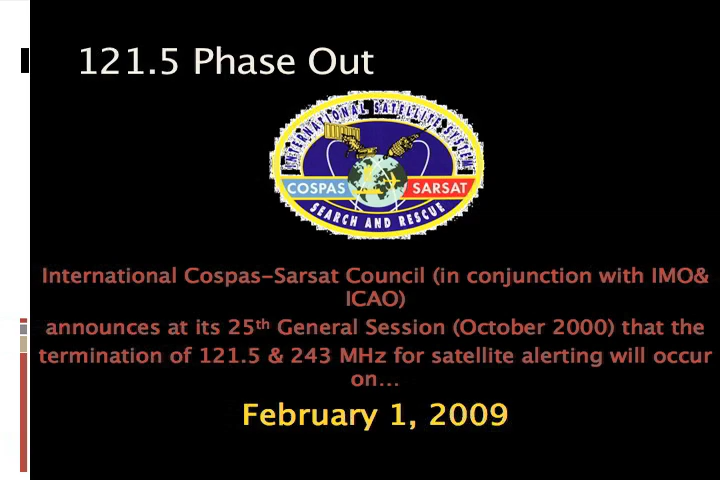 121.5 Phase Out
INTERNATIONAL SATELLITE SYSTEM
COSPAS SARSAT
SEARCH AND RESCUE
International Cospas-Sarsat Council (in conjunction with IMO&
ICAO)
announces at its 25th General Session (October 2000) that the
termination of 121.5 & 243 MHz for satellite alerting will occur
on...
February 1, 2009